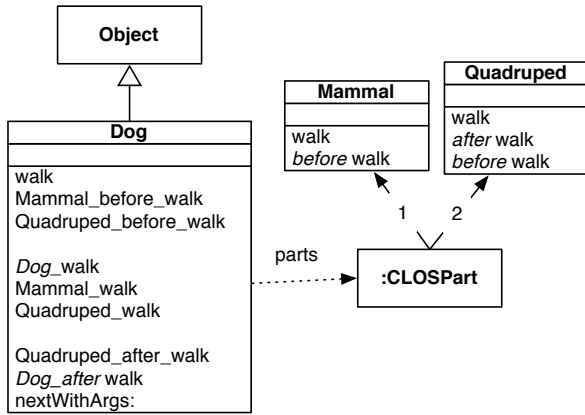 Object
Dog
walk
Mammal_before_walk
Quadruped_before_walk
Dog_walk
Mammal_walk
Quadruped_walk
Quadruped_after_walk
Dog_after walk
nextWithArgs:
parts
Mammal
walk
before walk
Quadruped
walk
after walk
before walk
1
2
:CLOSPart